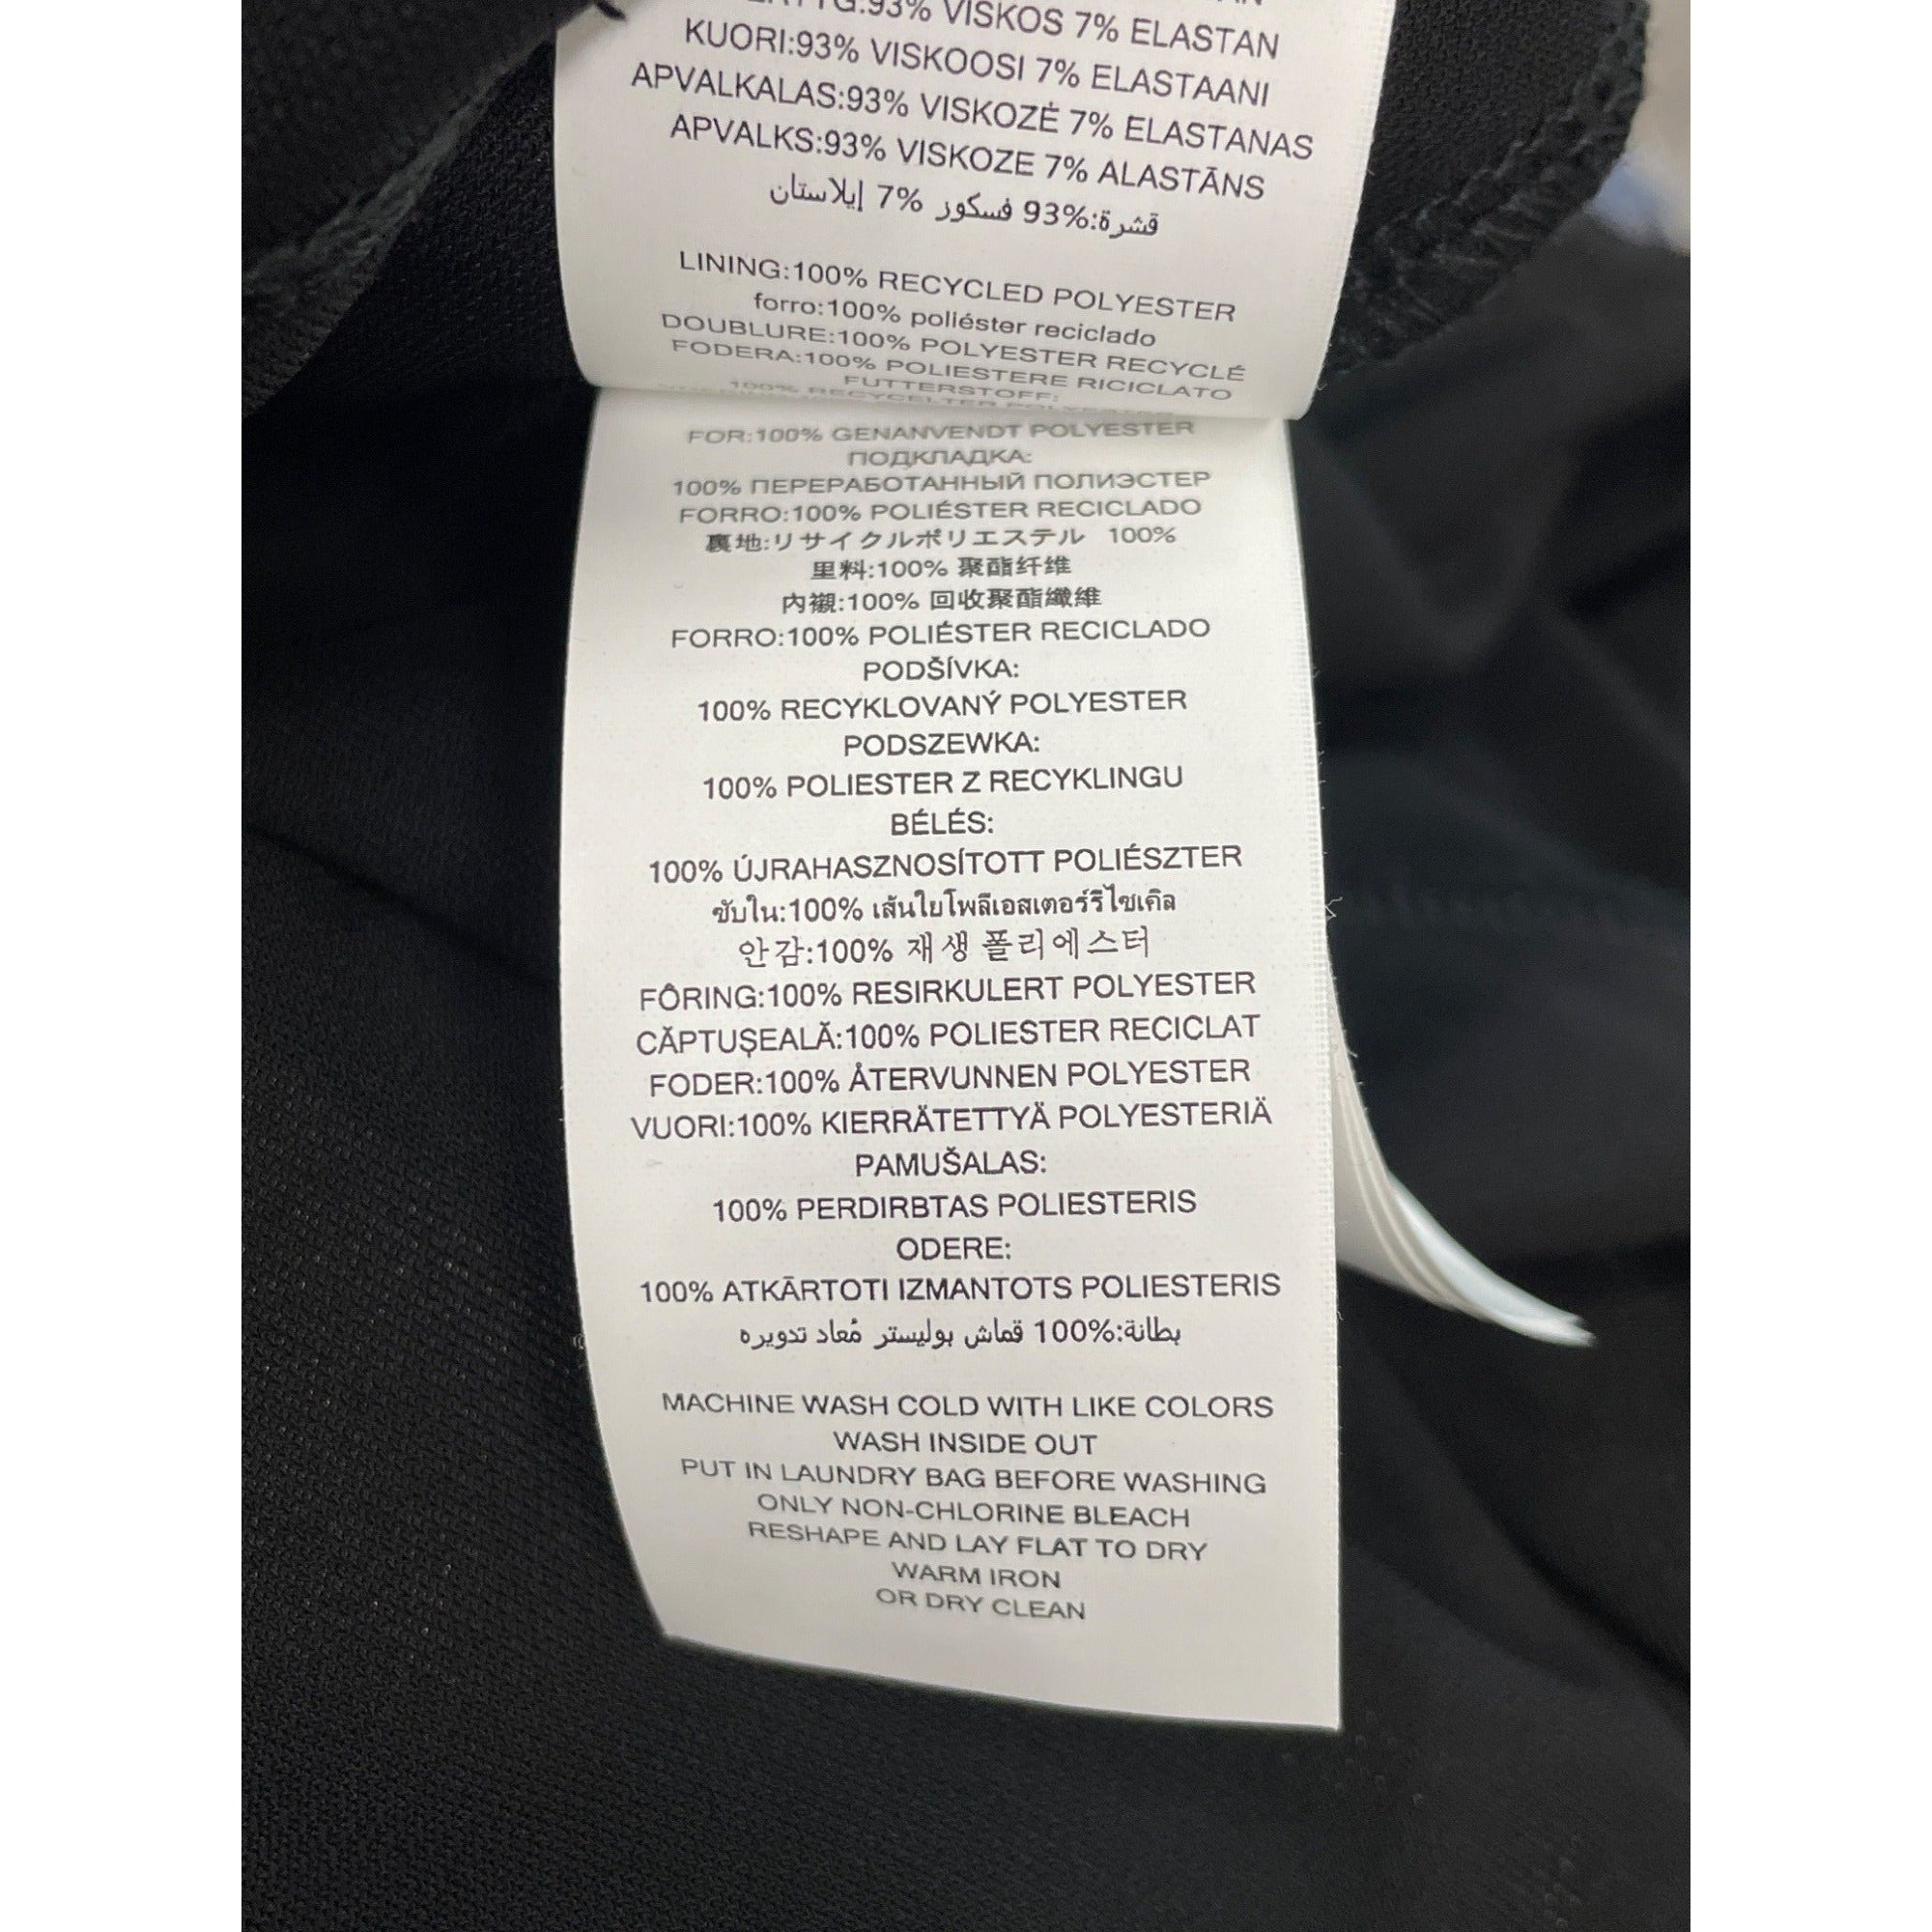 93% VISKOS 7% ELASTAN
KUORI:93% VISKOOSI 7% ELASTAANI
APVALKALAS:93% VISKOZĖ 7% ELASTANAS
APVALKS:93% VISKOZE 7% ALASTĀNS
قشرة:%93 فسكوز %7 إيلاستان
LINING:100% RECYCLED POLYESTER
forro:100% poliéster reciclado
DOUBLURE:100% POLYESTER RECYCLÉ
FODERA:100% POLIESTERE RICICLATO
FUTTERSTOFF:
100% RECYCELTER
FOR:100% GENANVENDT POLYESTER
ПОДКЛАДКА:
100% ПЕРЕРАБОТАННЫЙ ПОЛИЭСТЕР
FORRO:100% POLIÉSTER RECICLADO
裏地:リサイクルポリエステル 100%
里料:100% 聚酯纤维
內襯:100% 回收聚酯纖維
FORRO:100% POLIÉSTER RECICLADO
PODŠÍVKA:
100% RECYKLOVANÝ POLYESTER
PODSZEWKA:
100% POLIESTER Z RECYKLINGU
BÉLÉS:
100% ÚJRAHASZNOSÍTOTT POLIÉSZTER
ซับใน:100% เส้นใยโพลีเอสเตอร์รีไซเคิล
안감:100% 재생 폴리에스터
FÔRING:100% RESIRKULERT POLYESTER
CĂPTUȘEALĂ:100% POLIESTER RECICLAT
FODER:100% ÅTERVUNNEN POLYESTER
VUORI:100% KIERRÄTETTYÄ POLYESTERIÄ
PAMUŠALAS:
100% PERDIRBTAS POLIESTERIS
ODERE:
100% ATKĀRTOTI IZMANTOTS POLIESTERIS
بطانة:%100 قماش بوليستر مُعاد تدويره
MACHINE WASH COLD WITH LIKE COLORS
WASH INSIDE OUT
PUT IN LAUNDRY BAG BEFORE WASHING
ONLY NON-CHLORINE BLEACH
RESHAPE AND LAY FLAT TO DRY
WARM IRON
OR DRY CLEAN